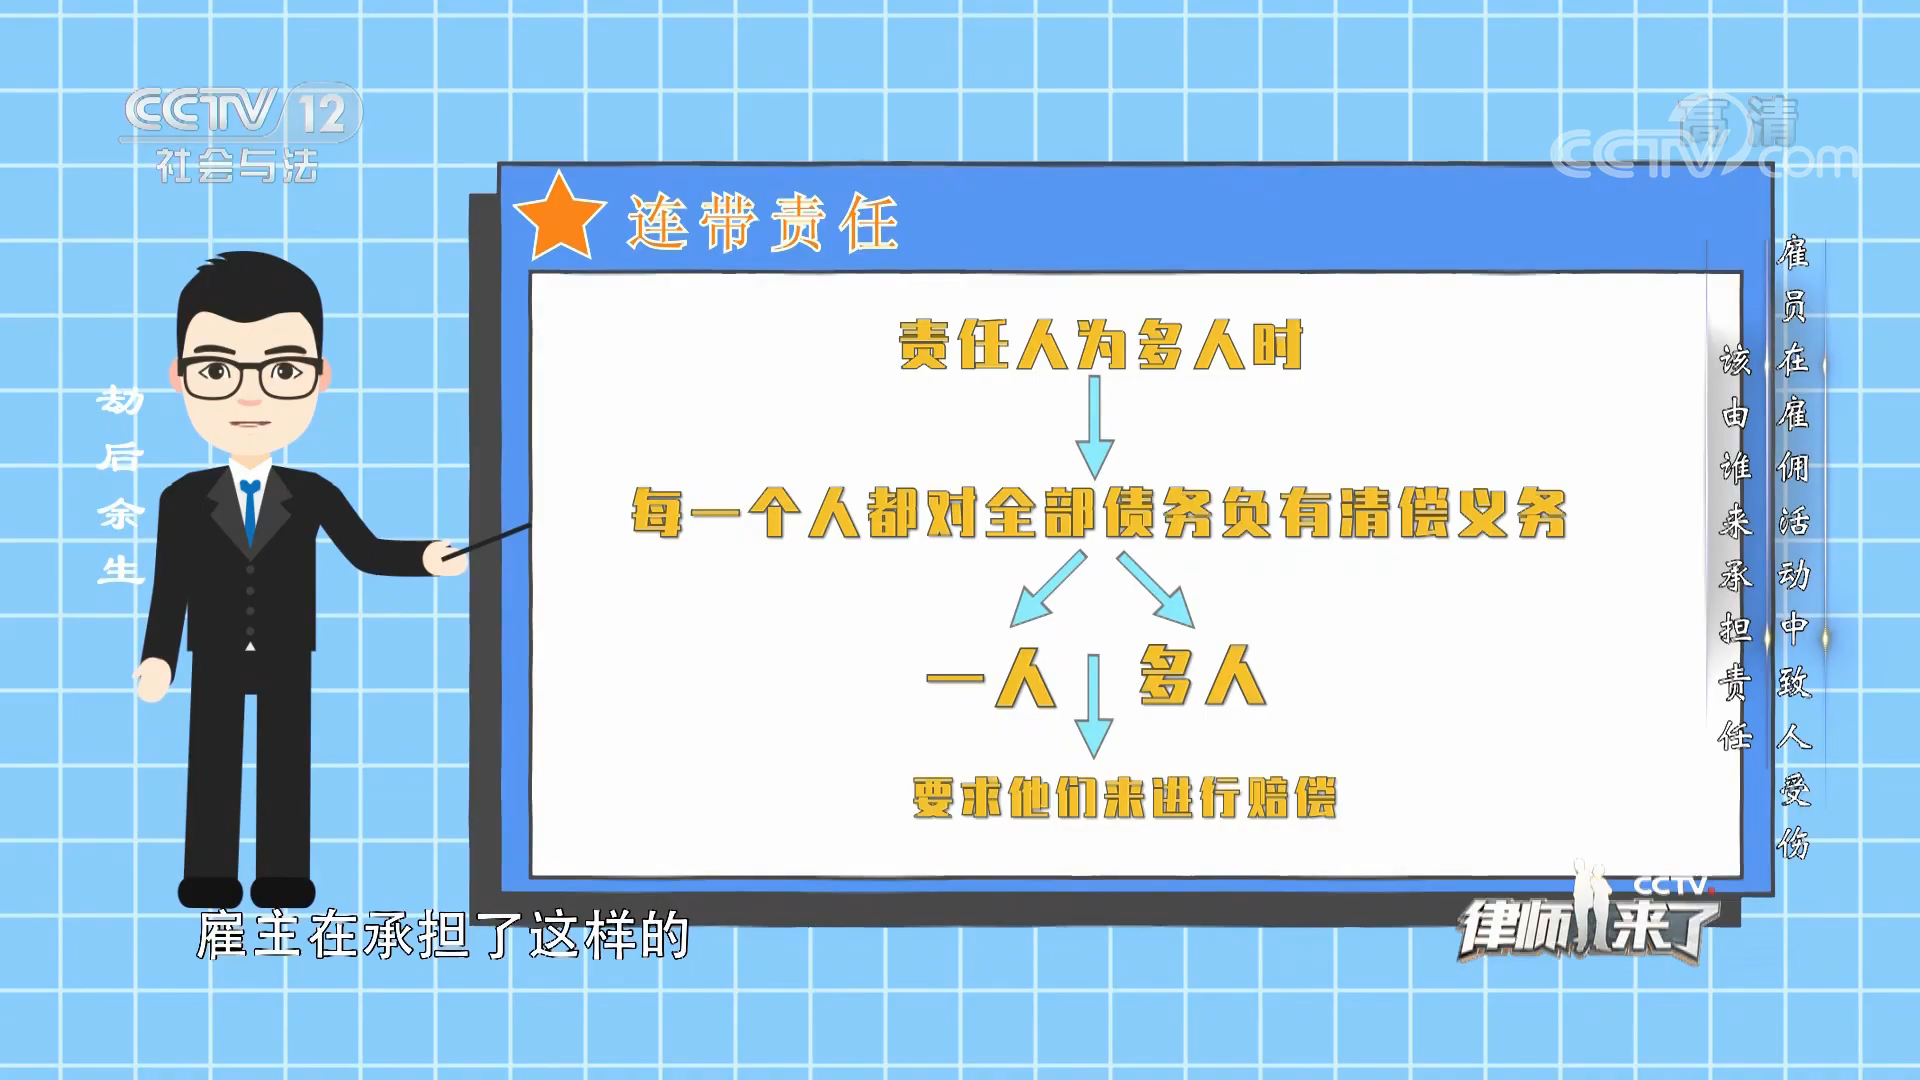 CCTV 12
社会与法
高清
CCTV com
连带责任
责任人为多人时
每一个人都对全部债务负有清偿义务
一人 多人
要求他们来进行赔偿
劫后余生
雇员在雇佣活动中致人受伤
该由谁来承担责任
CCTV
律师来了
雇主在承担了这样的